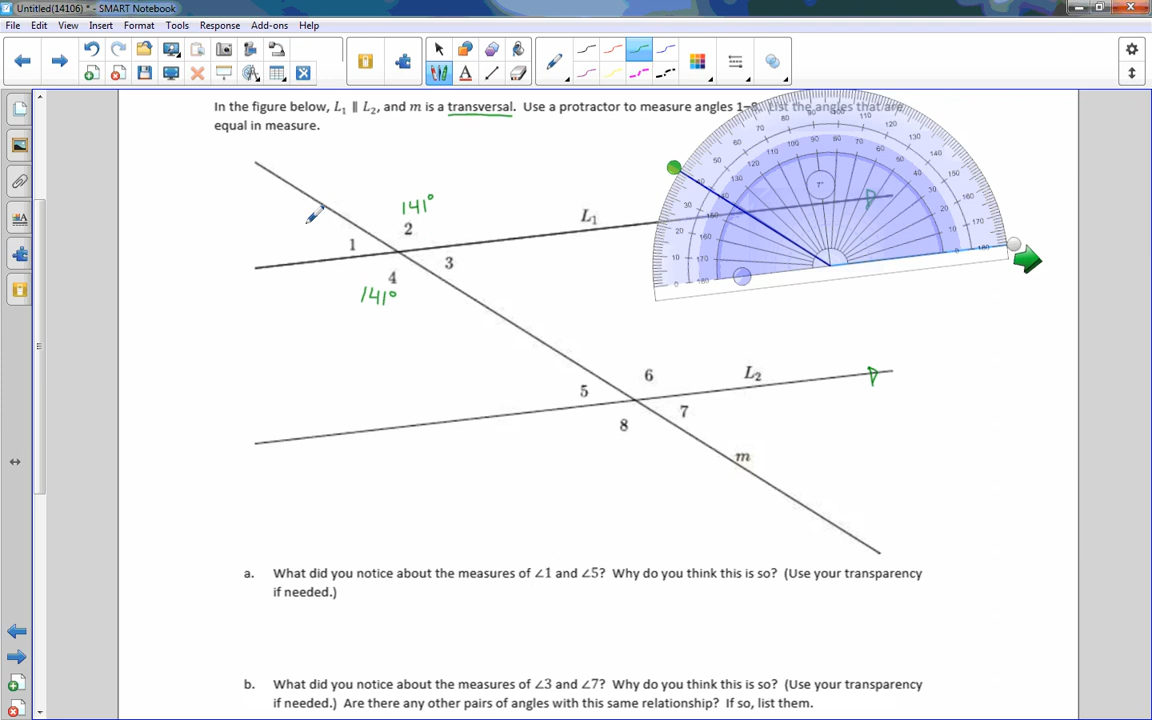 Untitled(14106) * - SMART Notebook
File Edit View Insert Format Tools Response Add-ons Help
In the figure below, L₁ ∥ L₂, and m is a transversal. Use a protractor to measure angles 1–8. List the angles that are
equal in measure.
141°
2
1
L₁
3
4
141°
6
L₂
5
7
8
m
a. What did you notice about the measures of ∠1 and ∠5? Why do you think this is so? (Use your transparency
if needed.)
b. What did you notice about the measures of ∠3 and ∠7? Why do you think this is so? (Use your transparency
if needed.) Are there any other pairs of angles with this same relationship? If so, list them.